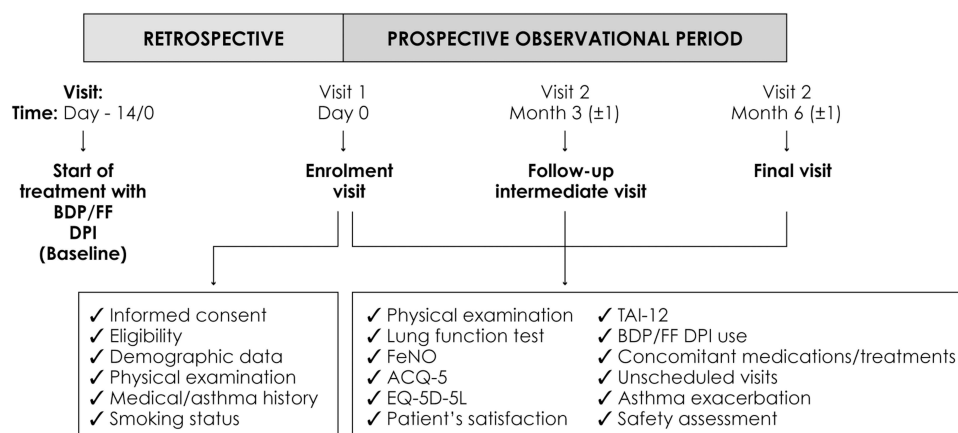 RETROSPECTIVE
PROSPECTIVE OBSERVATIONAL PERIOD
Visit:
Time: Day - 14/0
Start of
treatment with
BDP/FF
DPI
(Baseline)
Visit 1
Day 0
Enrolment
visit
Visit 2
Month 3 (±1)
Follow-up
intermediate visit
Visit 2
Month 6 (±1)
Final visit
✓ Informed consent
✓ Eligibility
✓ Demographic data
✓ Physical examination
✓ Medical/asthma history
✓ Smoking status
✓ Physical examination
✓ Lung function test
✓ FeNO
✓ ACQ-5
✓ EQ-5D-5L
✓ Patient's satisfaction
✓ TAI-12
✓ BDP/FF DPI use
✓ Concomitant medications/treatments
✓ Unscheduled visits
✓ Asthma exacerbation
✓ Safety assessment